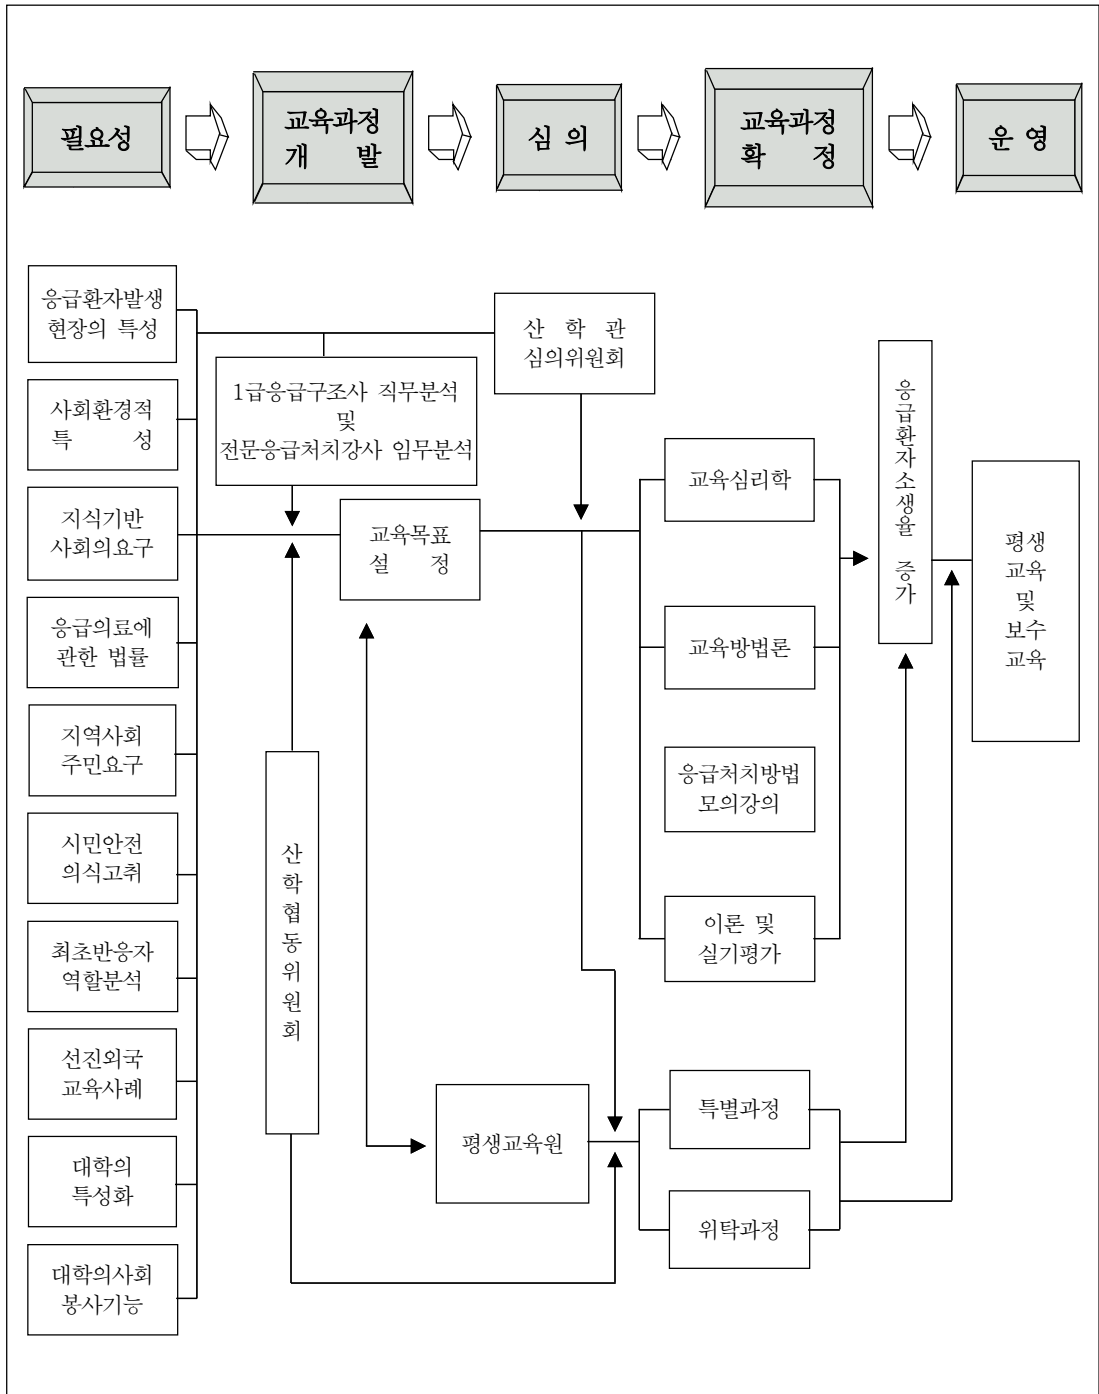 필요성
교육과정
개 발
심 의
교육과정
확 정
운 영
응급환자발생
현장의 특성
사회환경적
특 성
지식기반
사회의요구
응급의료에
관한 법률
지역사회
주민요구
시민안전
의식고취
최초반응자
역할분석
선진외국
교육사례
대학의
특성화
대학의사회
봉사기능
1급응급구조사 직무분석
및
전문응급처치강사 임무분석
교육목표
설 정
산학협동위원회
산 학 관
심의위원회
평생교육원
교육심리학
교육방법론
응급처치방법
모의강의
이론 및
실기평가
특별과정
위탁과정
응급환자소생율 증가
평생
교육
및
보수
교육